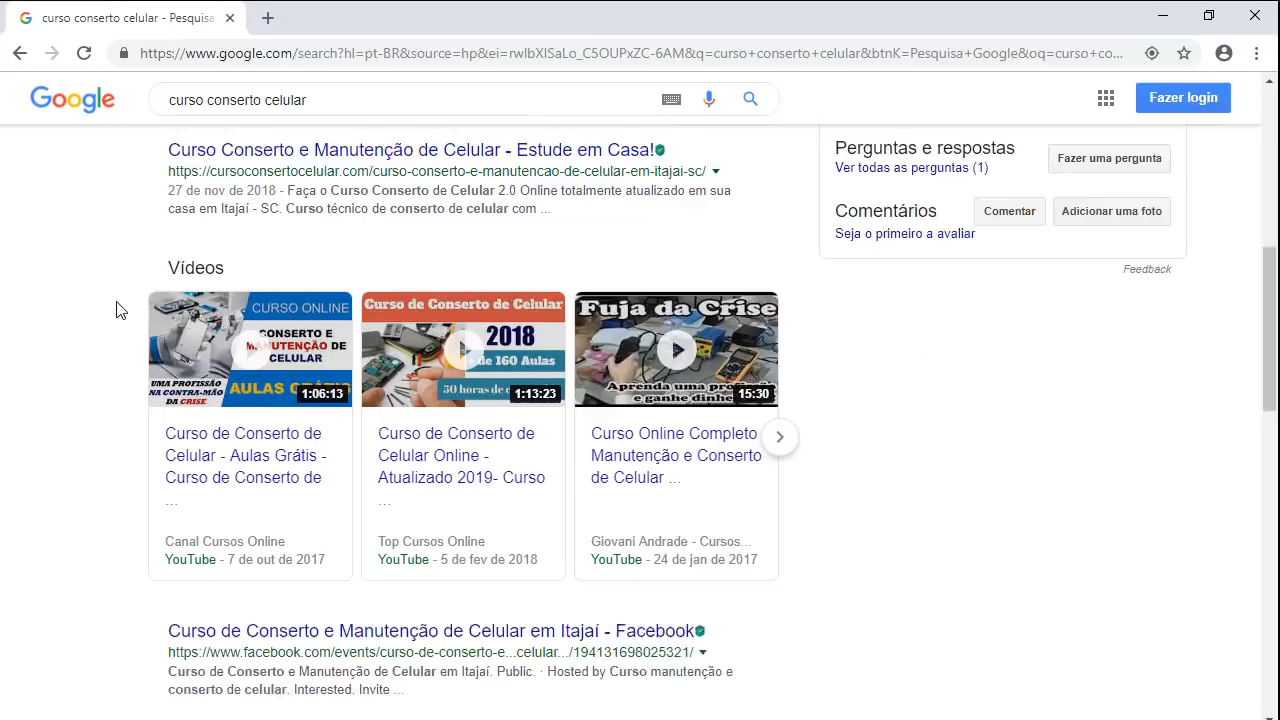 curso conserto celular - Pesquisa
https://www.google.com/search?hl=pt-BR&source=hp&ei=rwIbXISaLo_C5OUPxZC-6AM&q=curso+conserto+celular&btnK=Pesquisa+Google&oq=curso+co...
Google
curso conserto celular
Fazer login
Curso Conserto e Manutenção de Celular - Estude em Casa!
https://cursoconsertocelular.com/curso-conserto-e-manutencao-de-celular-em-itajai-sc/
27 de nov de 2018 - Faça o Curso Conserto de Celular 2.0 Online totalmente atualizado em sua
casa em Itajaí - SC. Curso técnico de conserto de celular com ...
Perguntas e respostas
Ver todas as perguntas (1)
Fazer uma pergunta
Comentários
Comentar
Adicionar uma foto
Seja o primeiro a avaliar
Feedback
Vídeos
CURSO ONLINE
CONSERTO E
MANUTENÇÃO DE
CELULAR
UMA PROFISSÃO
NA CONTRA-MÃO
DA CRISE
AULAS GRÁTIS
1:06:13
Curso de Conserto de Celular
2018
+ de 160 Aulas
50 horas de
1:13:23
Fuja da Crise
Aprenda uma profissão
e ganhe dinhe
15:30
Curso de Conserto de
Celular - Aulas Grátis -
Curso de Conserto de
...
Canal Cursos Online
YouTube - 7 de out de 2017
Curso de Conserto de
Celular Online -
Atualizado 2019- Curso
...
Top Cursos Online
YouTube - 5 de fev de 2018
Curso Online Completo
Manutenção e Conserto
de Celular ...
Giovani Andrade - Cursos...
YouTube - 24 de jan de 2017
Curso de Conserto e Manutenção de Celular em Itajaí - Facebook
https://www.facebook.com/events/curso-de-conserto-e...celular.../194131698025321/
Curso de Conserto e Manutenção de Celular em Itajaí. Public. · Hosted by Curso manutenção e
conserto de celular. Interested. Invite ...